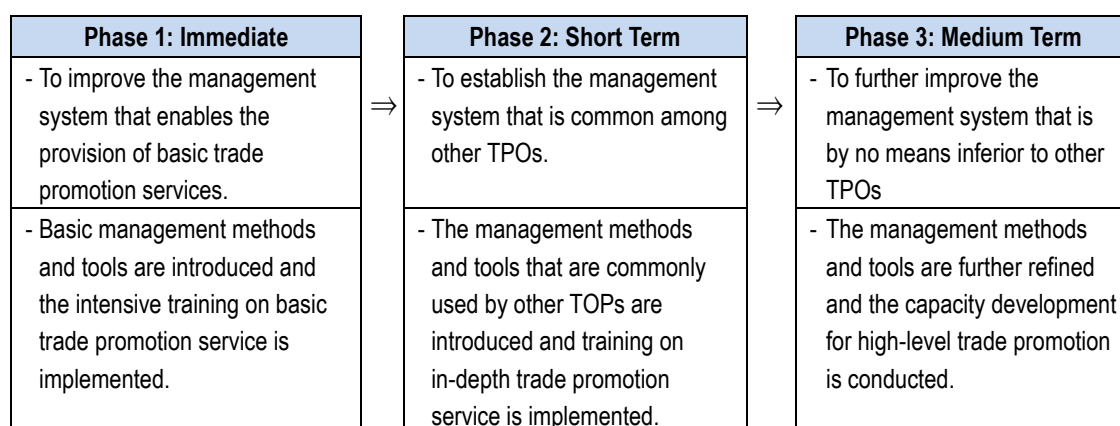 Phase 1: Immediate
- To improve the management
system that enables the
provision of basic trade
promotion services.
- Basic management methods
and tools are introduced and
the intensive training on basic
trade promotion service is
implemented.
⇒
Phase 2: Short Term
- To establish the management
system that is common among
other TPOs.
- The management methods
and tools that are commonly
used by other TOPs are
introduced and training on
in-depth trade promotion
service is implemented.
⇒
Phase 3: Medium Term
- To further improve the
management system that is
by no means inferior to other
TPOs
- The management methods
and tools are further refined
and the capacity development
for high-level trade promotion
is conducted.